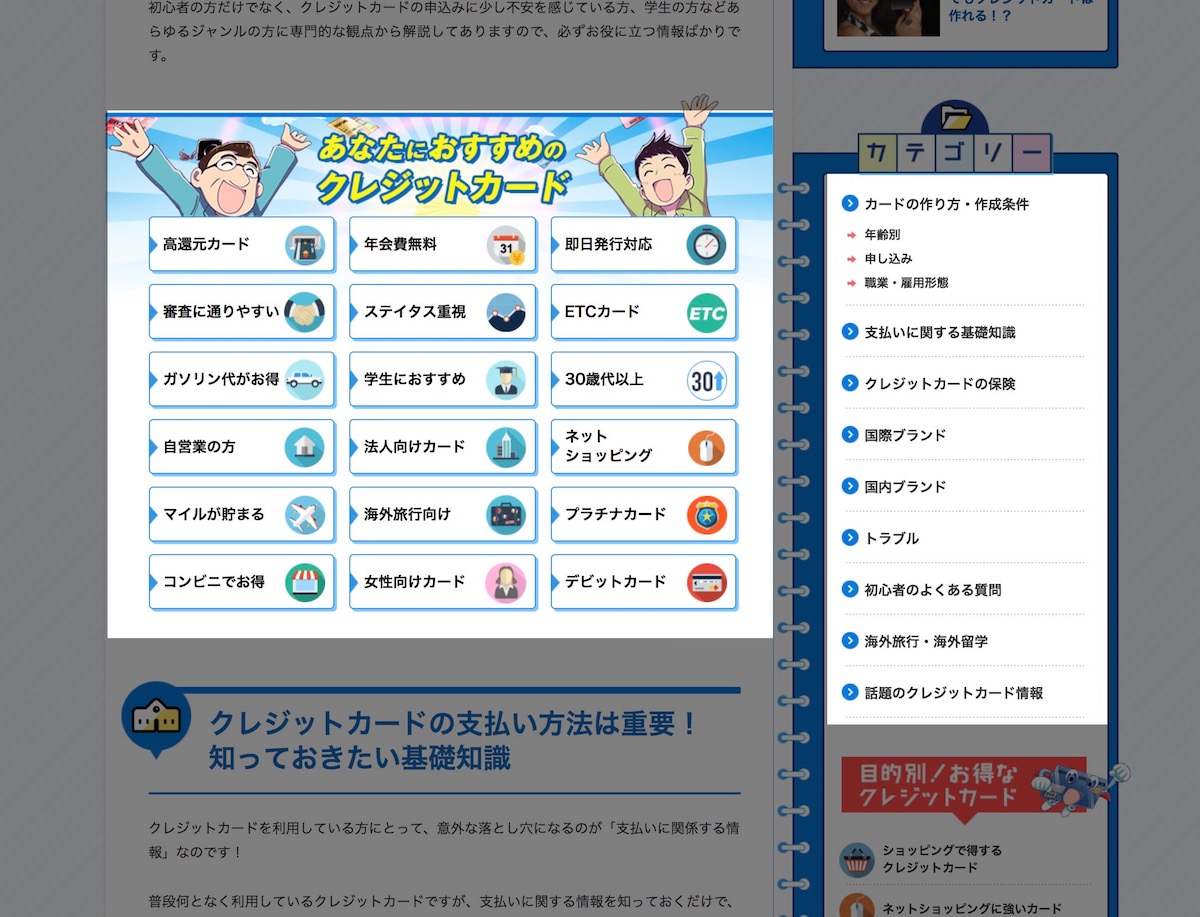 初心者の方だけでなく、クレジットカードの申込みに少し不安を感じている方、学生の方などあ
らゆるジャンルの方に専門的な観点から解説してありますので、必ずお役に立つ情報ばかりで
す。
あなたにおすすめの
クレジットカード
高還元カード
年会費無料
31
即日発行対応
審査に通りやすい
ステイタス重視
ETCカード
ETC
ガソリン代がお得
学生におすすめ
30歳代以上
30
自営業の方
法人向けカード
ネット
ショッピング
マイルが貯まる
海外旅行向け
プラチナカード
コンビニでお得
女性向けカード
デビットカード
クレジットカードの支払い方法は重要！
知っておきたい基礎知識
クレジットカードを利用している方にとって、意外な落とし穴になるのが「支払いに関係する情
報」なのです！
普段何となく利用しているクレジットカードですが、支払いに関する情報を知っておくだけで、
作れる！？
カテゴリー
カードの作り方・作成条件
年齢別
申し込み
職業・雇用形態
支払いに関する基礎知識
クレジットカードの保険
国際ブランド
国内ブランド
トラブル
初心者のよくある質問
海外旅行・海外留学
話題のクレジットカード情報
目的別！お得な
クレジットカード
ショッピングで得する
クレジットカード
ネットショッピングに強いカード